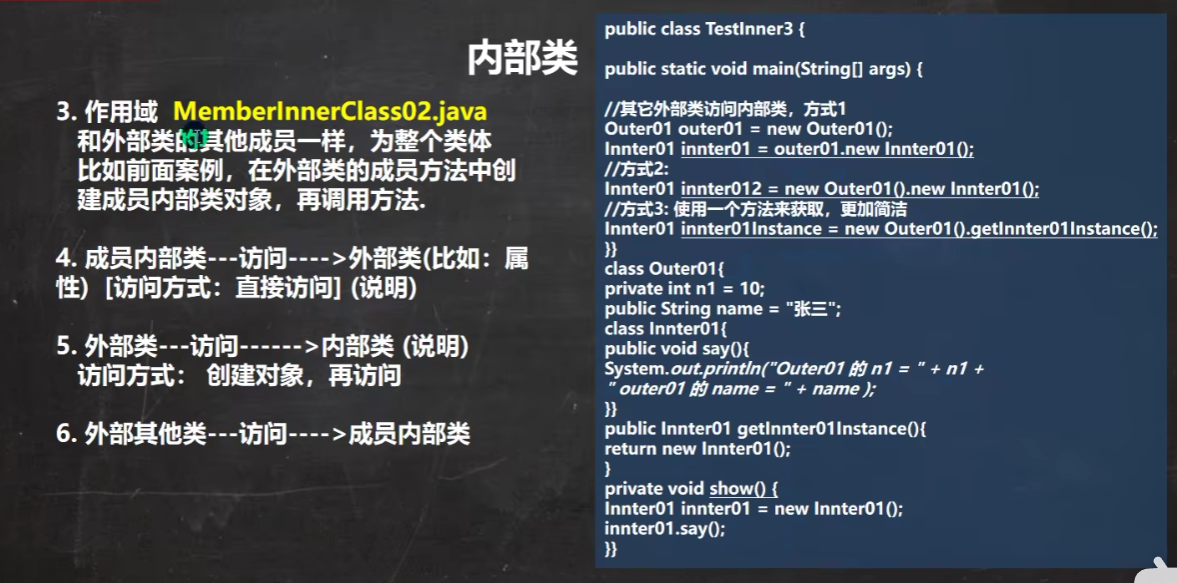 内部类
3. 作用域 MemberInnerClass02.java
和外部类的其他成员一样，为整个类体
比如前面案例，在外部类的成员方法中创
建成员内部类对象，再调用方法.
4. 成员内部类---访问---->外部类(比如：属
性) [访问方式：直接访问] (说明)
5. 外部类---访问------>内部类 (说明)
访问方式： 创建对象，再访问
6. 外部其他类---访问---->成员内部类
public class TestInner3 {
public static void main(String[] args) {
//其它外部类访问内部类，方式1
Outer01 outer01 = new Outer01();
Innter01 innter01 = outer01.new Innter01();
//方式2:
Innter01 innter012 = new Outer01().new Innter01();
//方式3: 使用一个方法来获取，更加简洁
Innter01 innter01Instance = new Outer01().getInnter01Instance();
}}
class Outer01{
private int n1 = 10;
public String name = "张三";
class Innter01{
public void say(){
System.out.println("Outer01 的 n1 = " + n1 +
" outer01 的 name = " + name );
}}
public Innter01 getInnter01Instance(){
return new Innter01();
}
private void show() {
Innter01 innter01 = new Innter01();
innter01.say();
}}